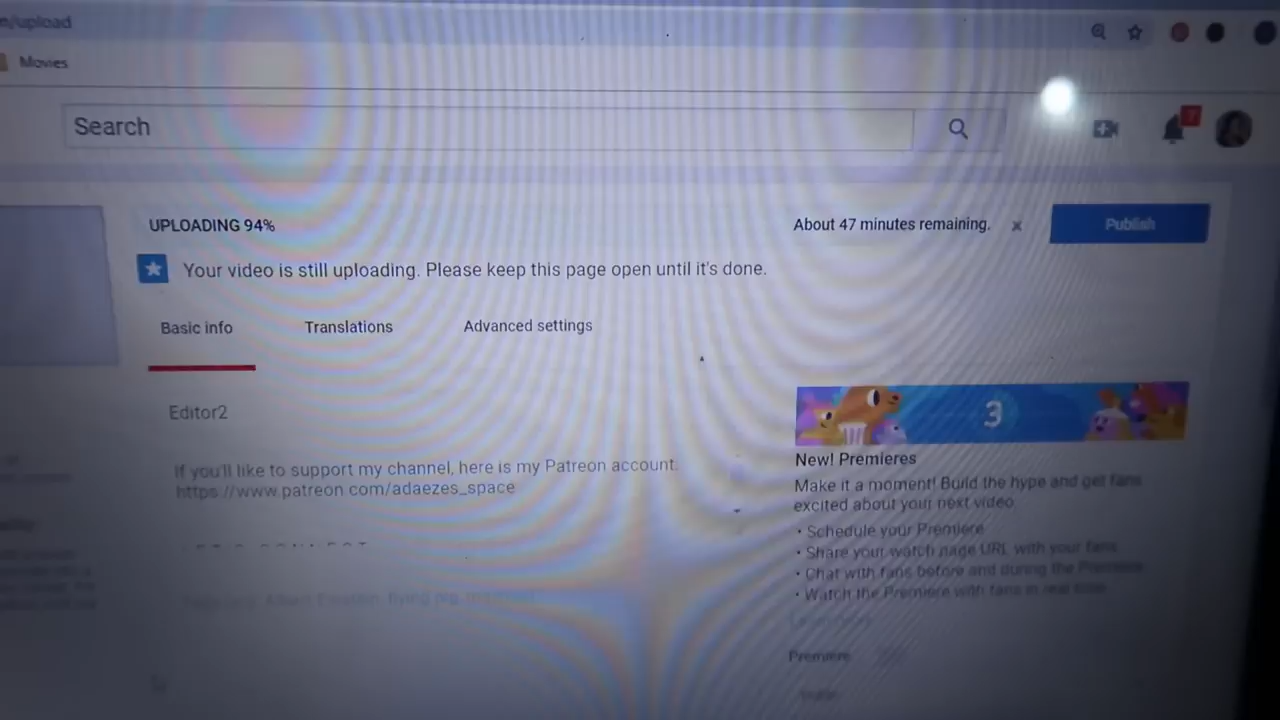 /upload
Movies
Search
UPLOADING 94%
About 47 minutes remaining.
Publish
Your video is still uploading. Please keep this page open until it's done.
Basic info
Translations
Advanced settings
Editor2
If you'll like to support my channel, here is my Patreon account:
https://www.patreon.com/adaezes_space
3
New! Premieres
Make it a moment! Build the hype and get fans
excited about your next video.
• Schedule your Premiere
• Share your watch page URL with your fans
• Chat with fans before and during the Premiere
• Watch the Premiere with fans in real time
Premiere